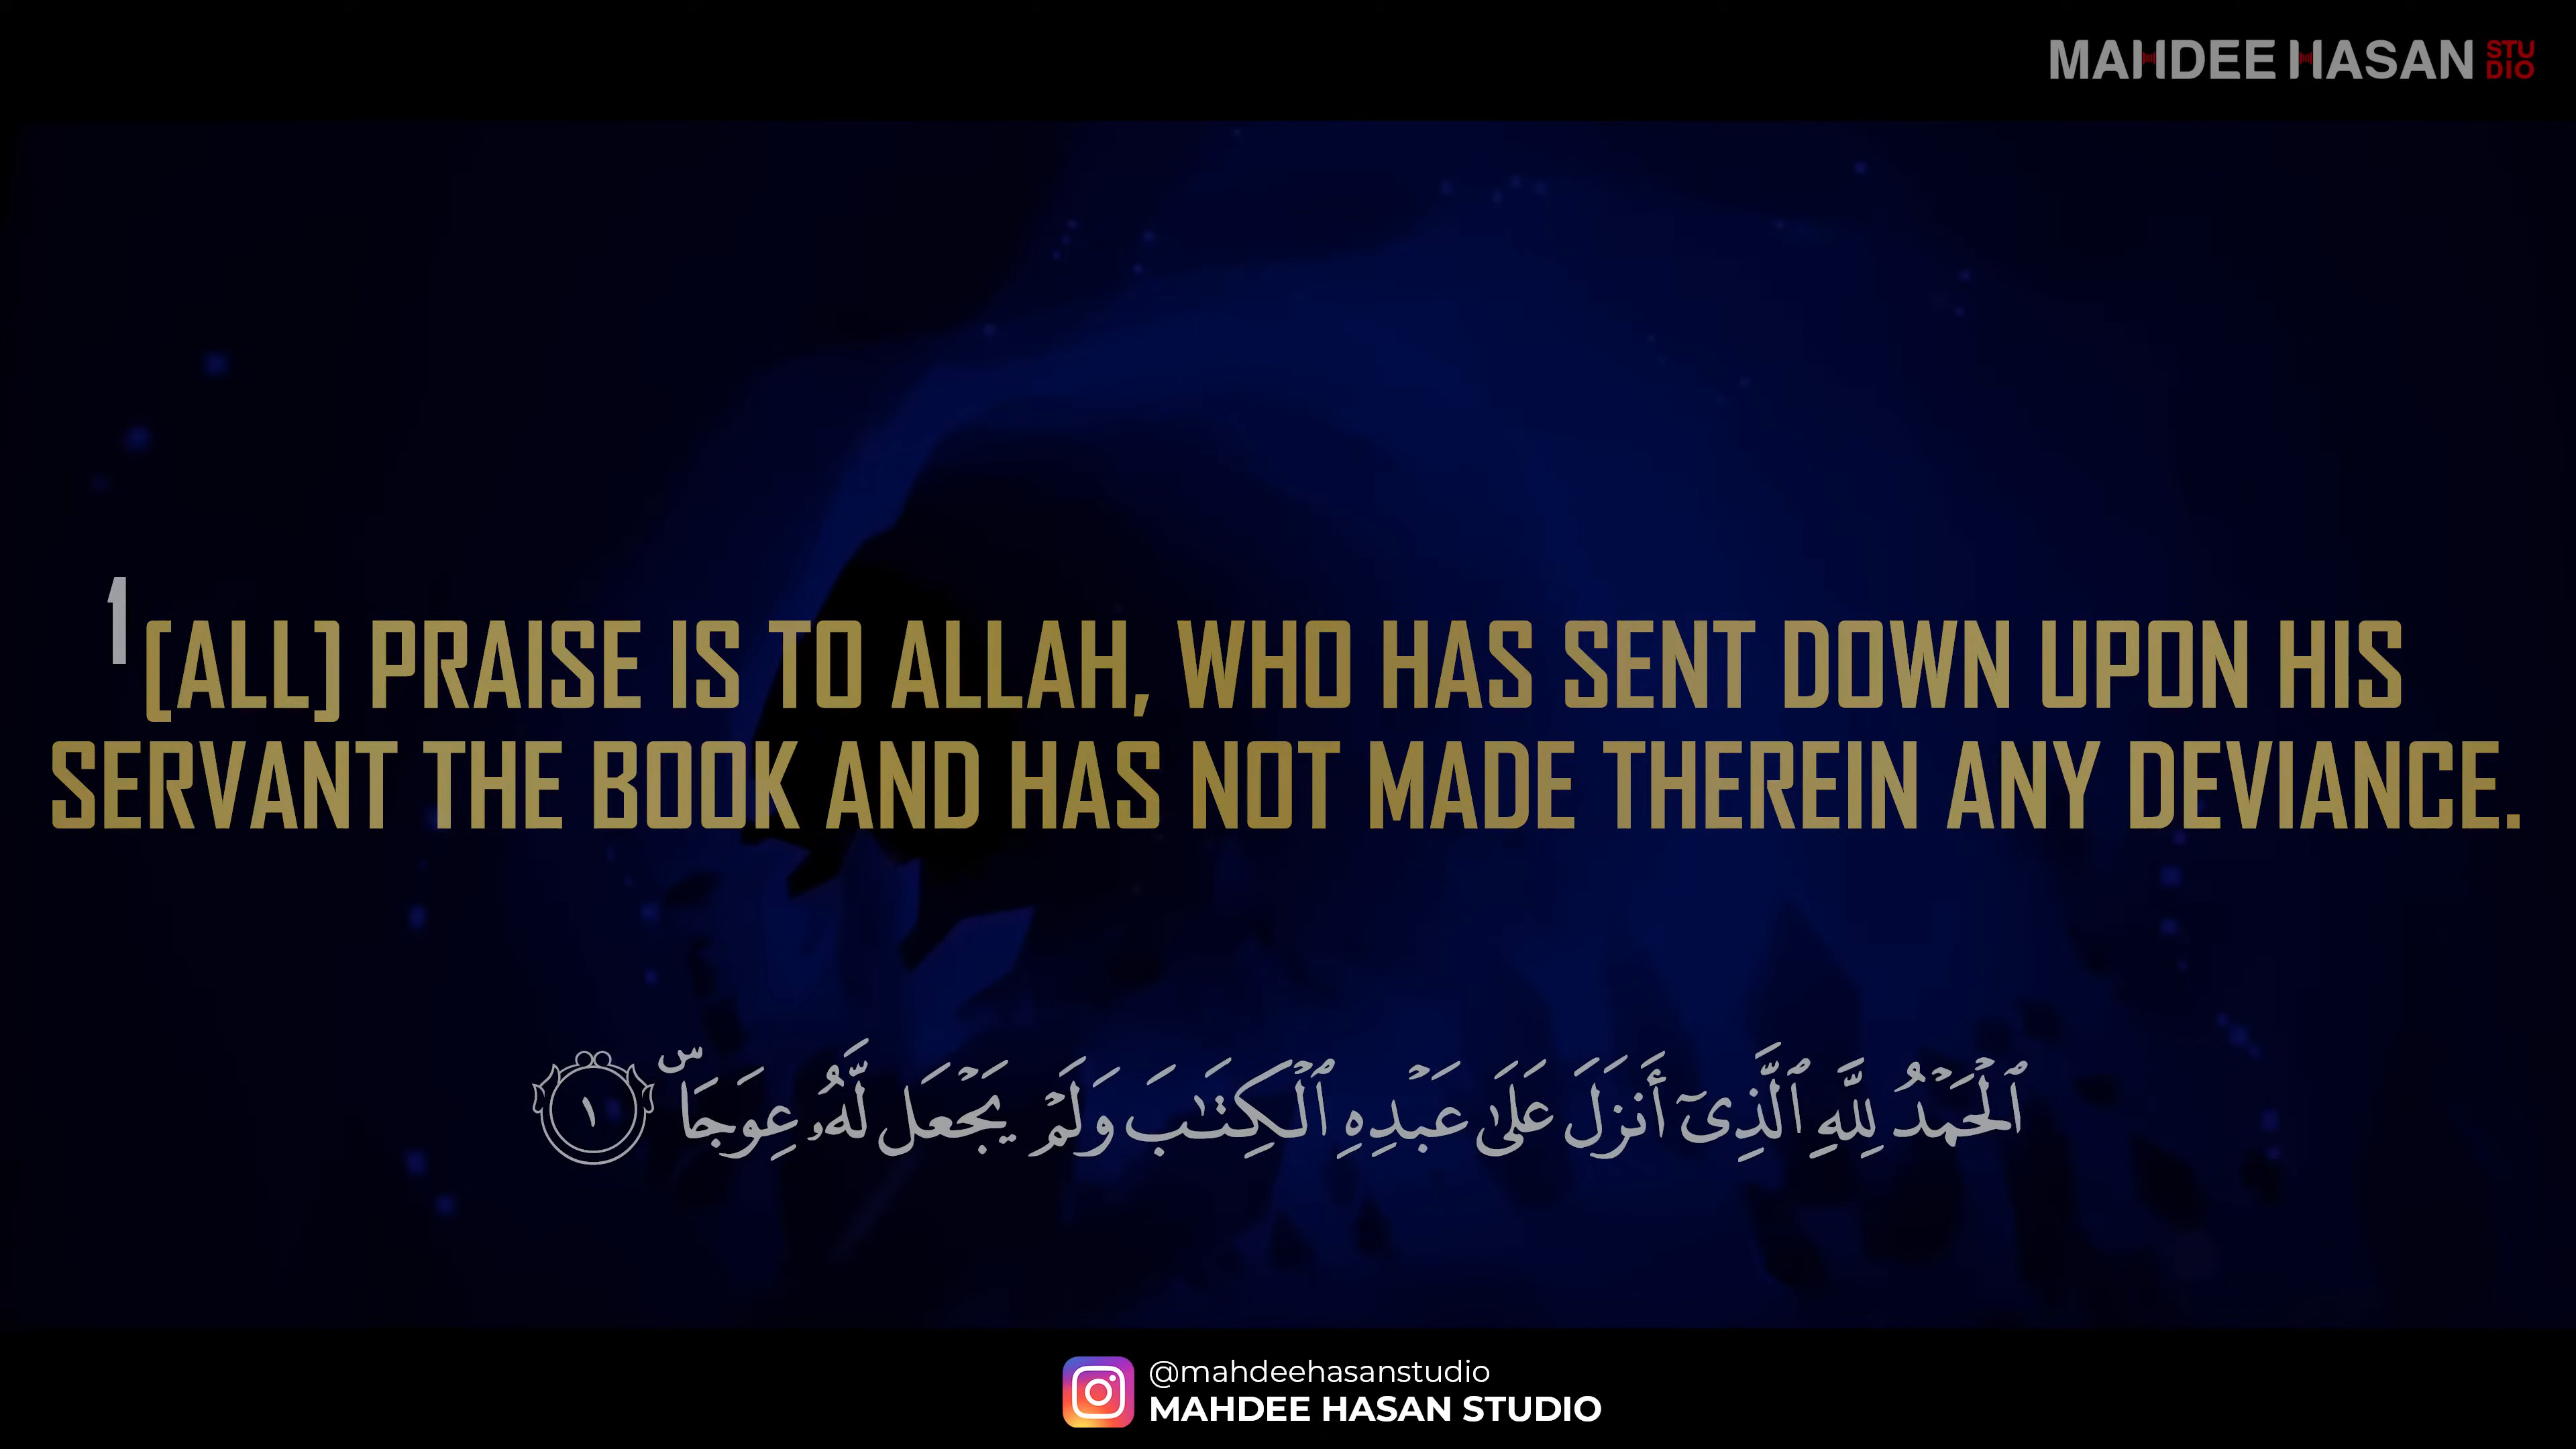 MAHDEE HASAN STUDIO
1 [ALL] PRAISE IS TO ALLAH, WHO HAS SENT DOWN UPON HIS
SERVANT THE BOOK AND HAS NOT MADE THEREIN ANY DEVIANCE.
ٱلْحَمْدُ لِلَّهِ ٱلَّذِىٓ أَنزَلَ عَلَىٰ عَبْدِهِ ٱلْكِتَـٰبَ وَلَمْ يَجْعَل لَّهُۥ عِوَجَاۜ ١
@mahdeehasanstudio
MAHDEE HASAN STUDIO